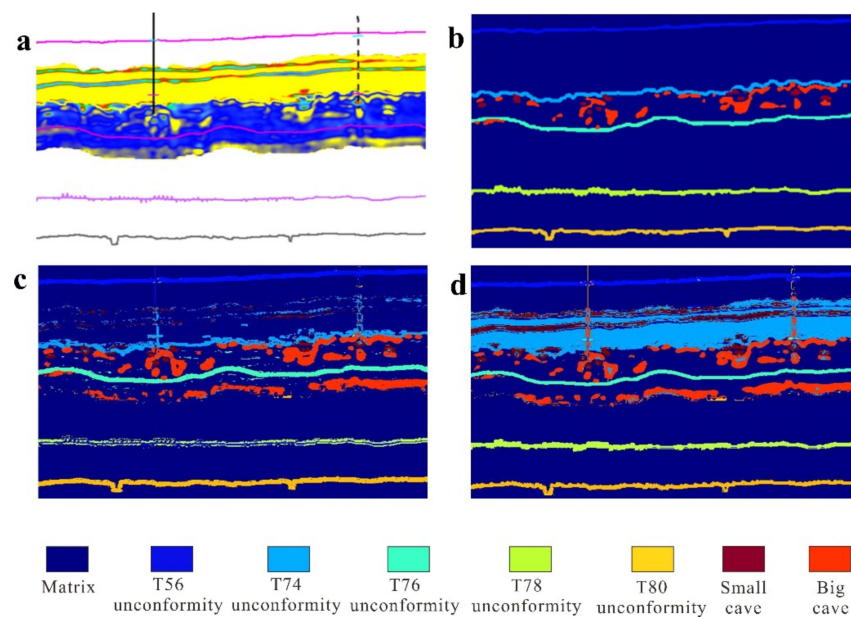 a
b
c
d
Matrix
T56
unconformity
T74
unconformity
T76
unconformity
T78
unconformity
T80
unconformity
Small
cave
Big
cave